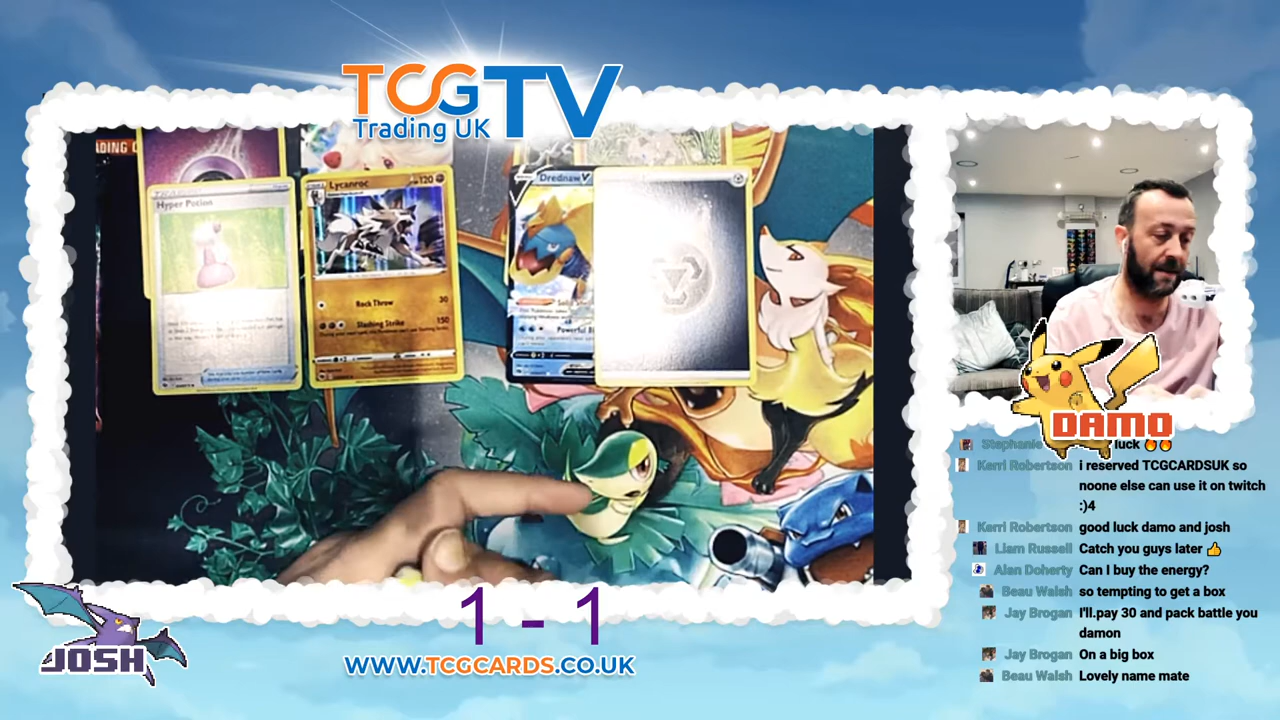 TCG TV
Trading UK
Hyper Potion
Lycanroc
120
Rock Throw 30
Slashing Strike 150
Drednaw V
1 - 1
WWW.TCGCARDS.CO.UK
JOSH
DAMO
Stephanie luck 🔥🔥
Kerri Robertson i reserved TCGCARDSUK so
noone else can use it on twitch
:)4
Kerri Robertson good luck damo and josh
Liam Russell Catch you guys later 👍
Alan Doherty Can I buy the energy?
Beau Walsh so tempting to get a box
Jay Brogan I'll.pay 30 and pack battle you
damon
Jay Brogan On a big box
Beau Walsh Lovely name mate